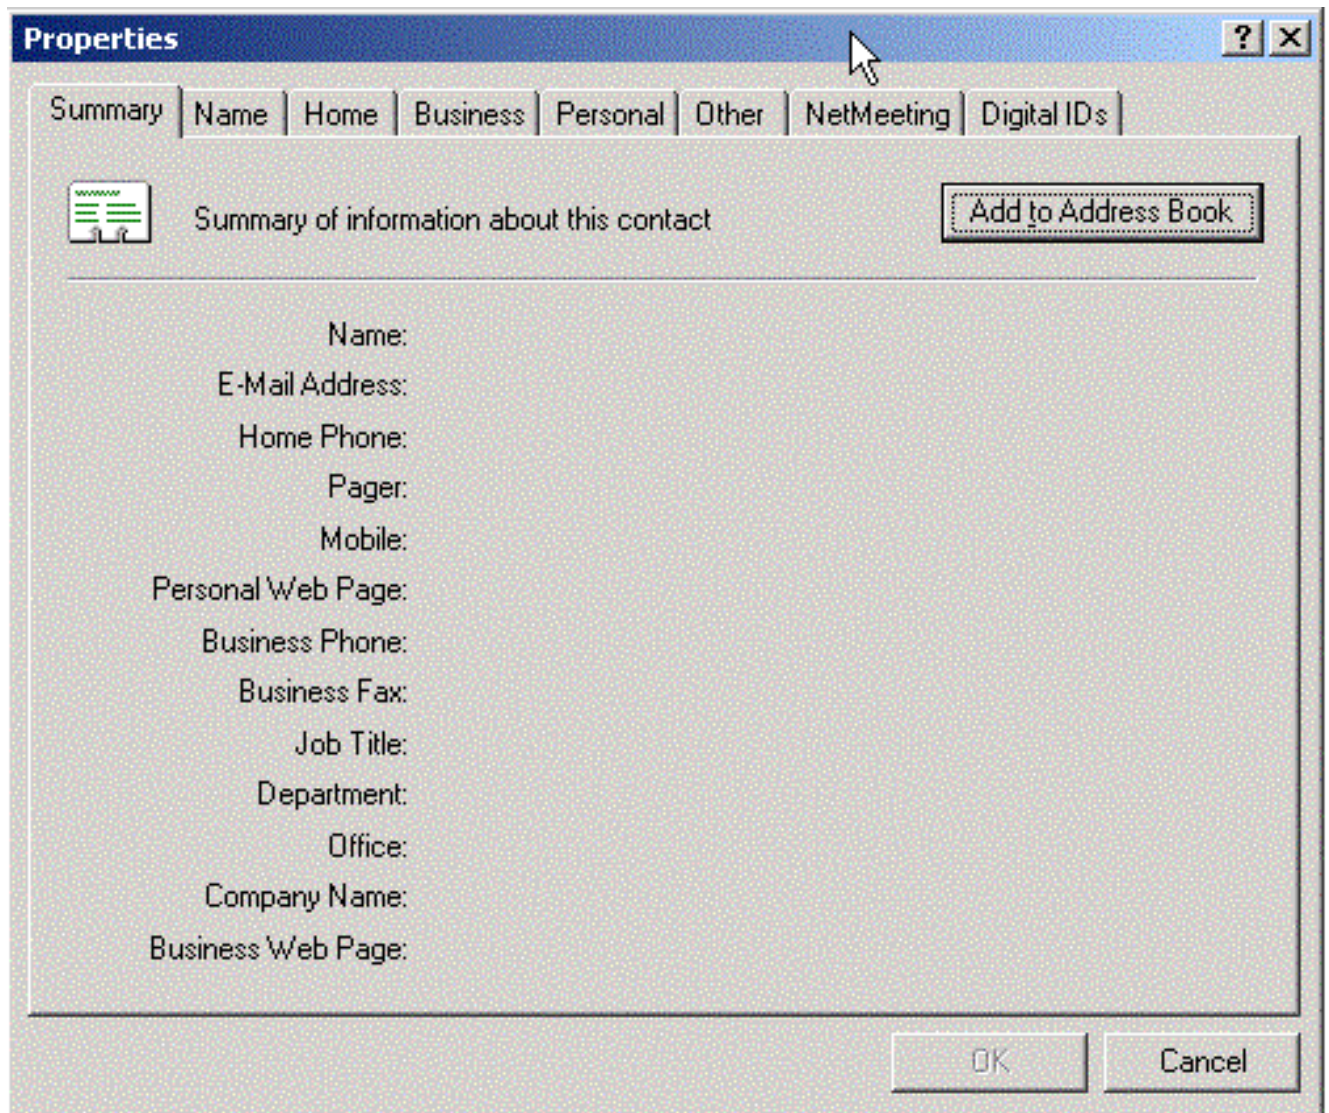 Properties
Summary Name Home Business Personal Other NetMeeting Digital IDs
Summary of information about this contact
Add to Address Book
Name:
E-Mail Address:
Home Phone:
Pager:
Mobile:
Personal Web Page:
Business Phone:
Business Fax:
Job Title:
Department:
Office:
Company Name:
Business Web Page:
OK Cancel